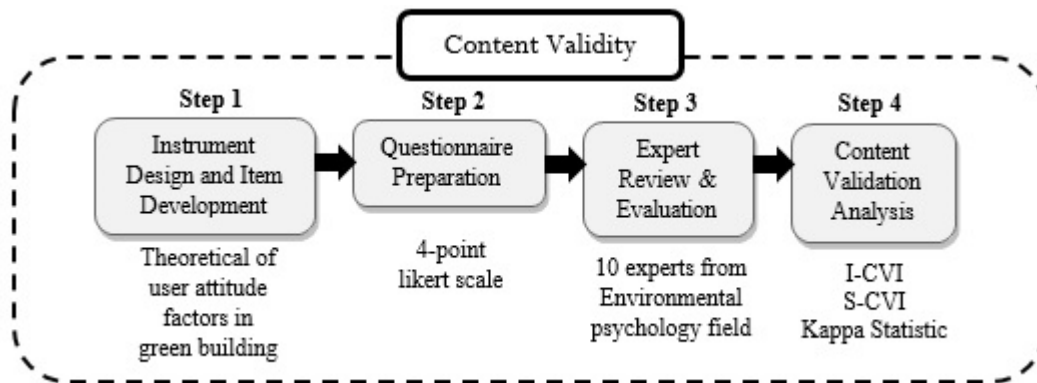 Content Validity
Step 1
Instrument
Design and Item
Development
Theoretical of
user attitude
factors in
green building
Step 2
Questionnaire
Preparation
4-point
likert scale
Step 3
Expert
Review &
Evaluation
10 experts from
Environmental
psychology field
Step 4
Content
Validation
Analysis
I-CVI
S-CVI
Kappa Statistic